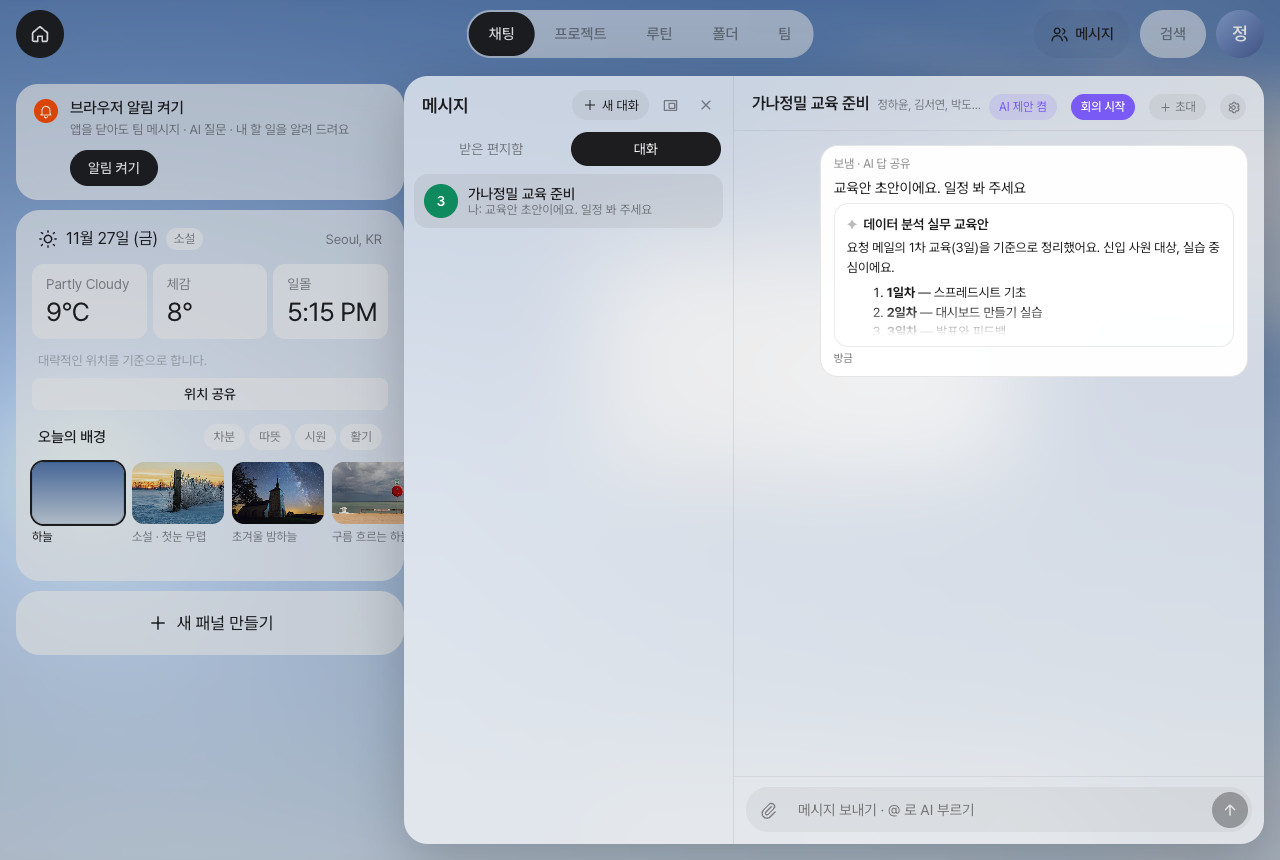 채팅
프로젝트
루틴
폴더
팀
메시지
검색
정
브라우저 알림 켜기
앱을 닫아도 팀 메시지 · AI 질문 · 내 할 일을 알려 드려요
알림 켜기
11월 27일 (금)
소설
Seoul, KR
Partly Cloudy
9°C
체감
8°
일몰
5:15 PM
대략적인 위치를 기준으로 합니다.
위치 공유
오늘의 배경
차분
따뜻
시원
활기
하늘
소설 · 첫눈 무렵
초겨울 밤하늘
구름 흐르는 하늘
+ 새 패널 만들기
메시지
+ 새 대화
받은 편지함
대화
3
가나정밀 교육 준비
나: 교육안 초안이에요. 일정 봐 주세요
가나정밀 교육 준비
정하윤, 김서연, 박도...
AI 제안 켬
회의 시작
+ 초대
보냄 · AI 답 공유
교육안 초안이에요. 일정 봐 주세요
데이터 분석 실무 교육안
요청 메일의 1차 교육(3일)을 기준으로 정리했어요. 신입 사원 대상, 실습 중
심이에요.
1. 1일차 — 스프레드시트 기초
2. 2일차 — 대시보드 만들기 실습
3. 3일차 — 발표와 피드백
방금
메시지 보내기 · @ 로 AI 부르기